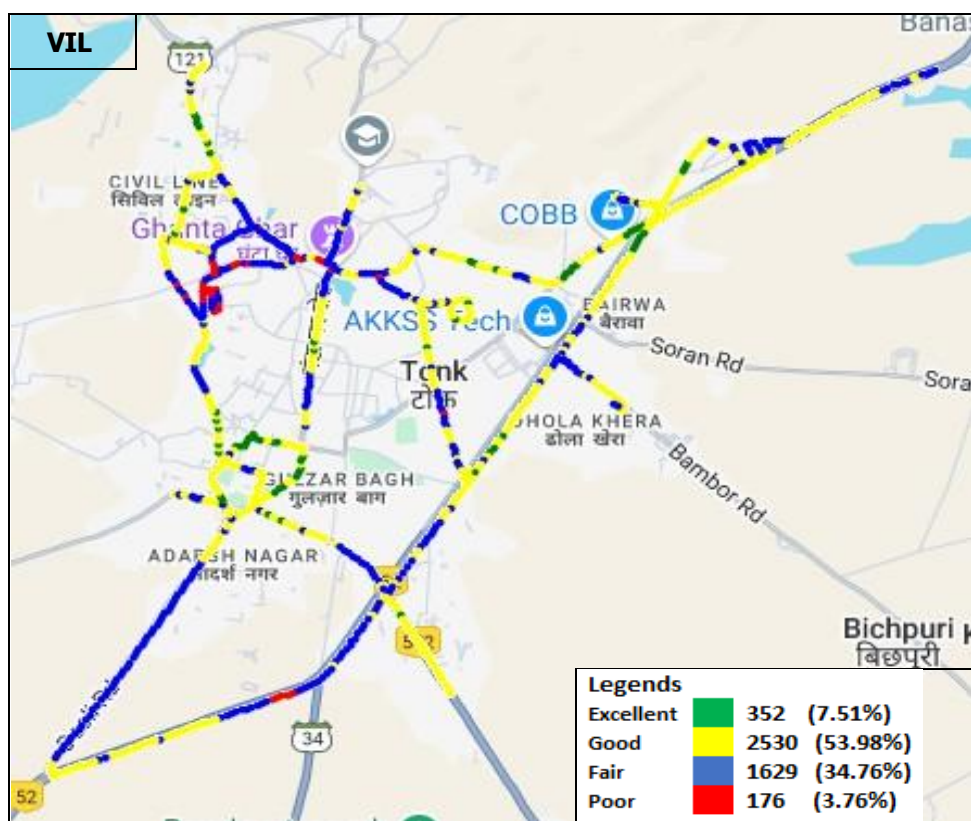 VIL
Banas
121
CIVIL LINE
सिविल लाइन
Ghanta Ghar
घंटा घर
COBB
BAIRWA
बैरावा
AKKSS Tech
Soran Rd
Sora
Tonk
टोंक
DHOLA KHERA
ढोला खेरा
Bambor Rd
GULZAR BAGH
गुलज़ार बाग
ADARSH NAGAR
आदर्श नगर
Bichpuri
बिछपुरी
34
52
Legends
Excellent 352 (7.51%)
Good 2530 (53.98%)
Fair 1629 (34.76%)
Poor 176 (3.76%)